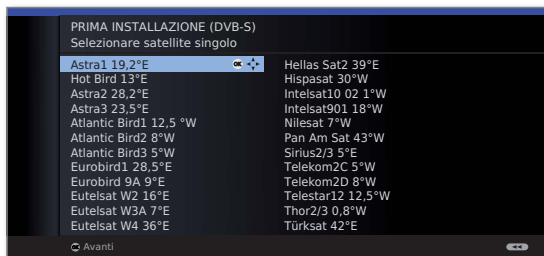 PRIMA INSTALLAZIONE (DVB-S)
Selezionare satellite singolo
Astra1 19,2°E OK
Hot Bird 13°E
Astra2 28,2°E
Astra3 23,5°E
Atlantic Bird1 12,5 °W
Atlantic Bird2 8°W
Atlantic Bird3 5°W
Eurobird1 28,5°E
Eurobird 9A 9°E
Eutelsat W2 16°E
Eutelsat W3A 7°E
Eutelsat W4 36°E
Hellas Sat2 39°E
Hispasat 30°W
Intelsat10 02 1°W
Intelsat901 18°W
Nilesat 7°W
Pan Am Sat 43°W
Sirius2/3 5°E
Telekom2C 5°W
Telekom2D 8°W
Telestar12 12,5°W
Thor2/3 0,8°W
Türksat 42°E
OK Avanti